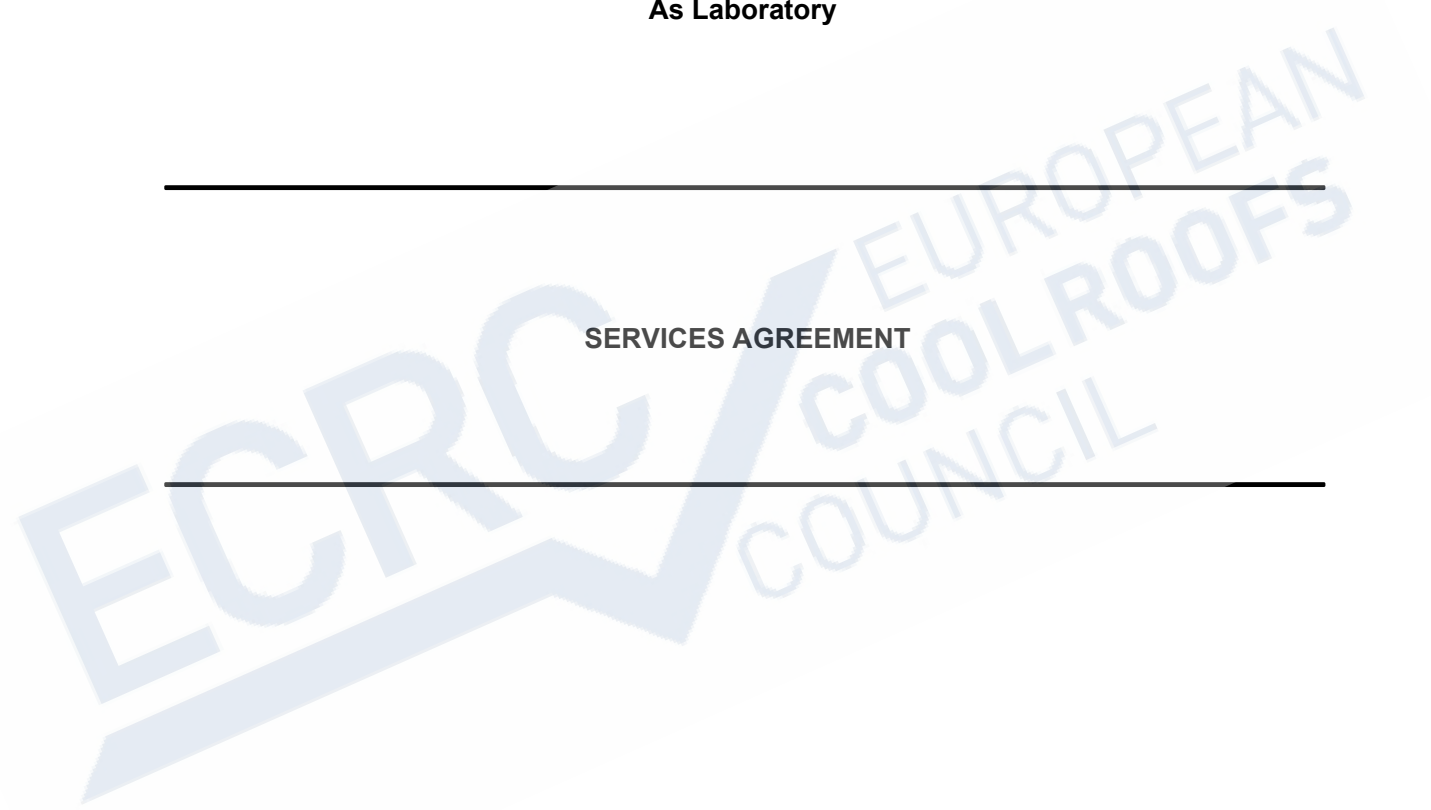 As Laboratory
SERVICES AGREEMENT
ECRC
EUROPEAN
COOL ROOFS
COUNCIL